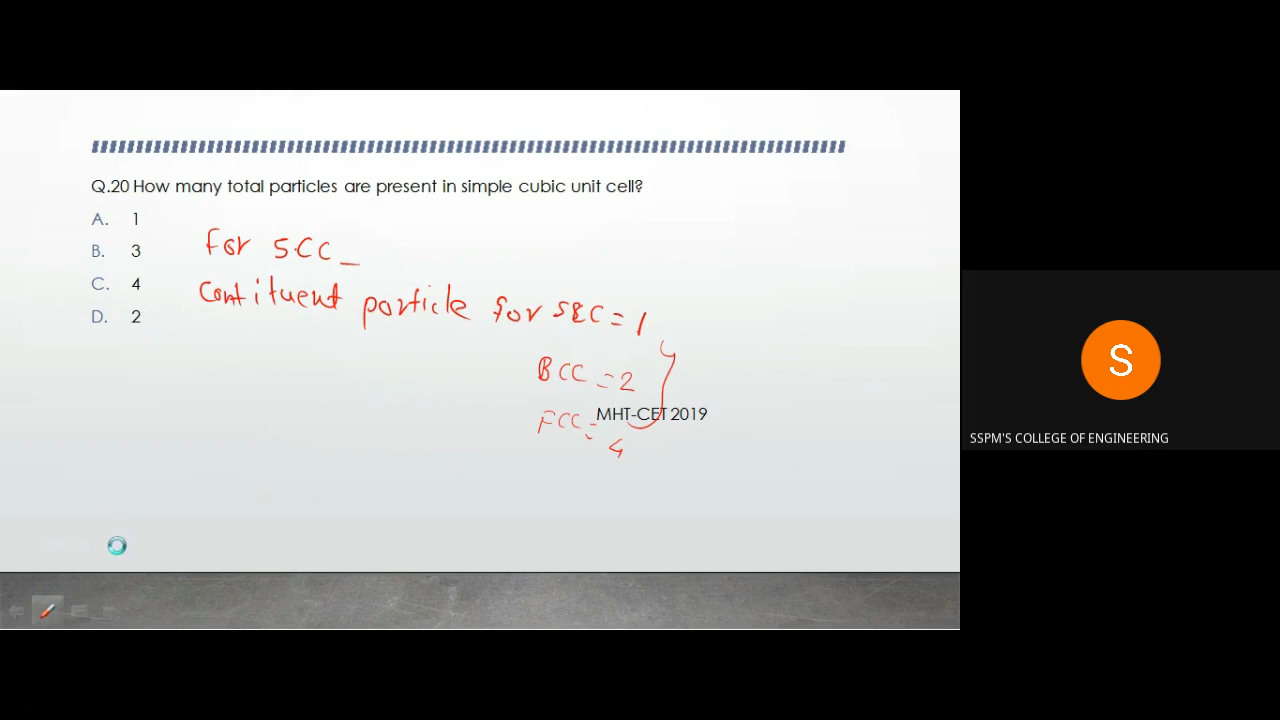 Q.20 How many total particles are present in simple cubic unit cell?
A. 1
B. 3
C. 4
D. 2
For S.CC _
Contituent particle for SCC = 1
BCC = 2
FCC = 4
MHT-CET 2019
S
SSPM'S COLLEGE OF ENGINEERING